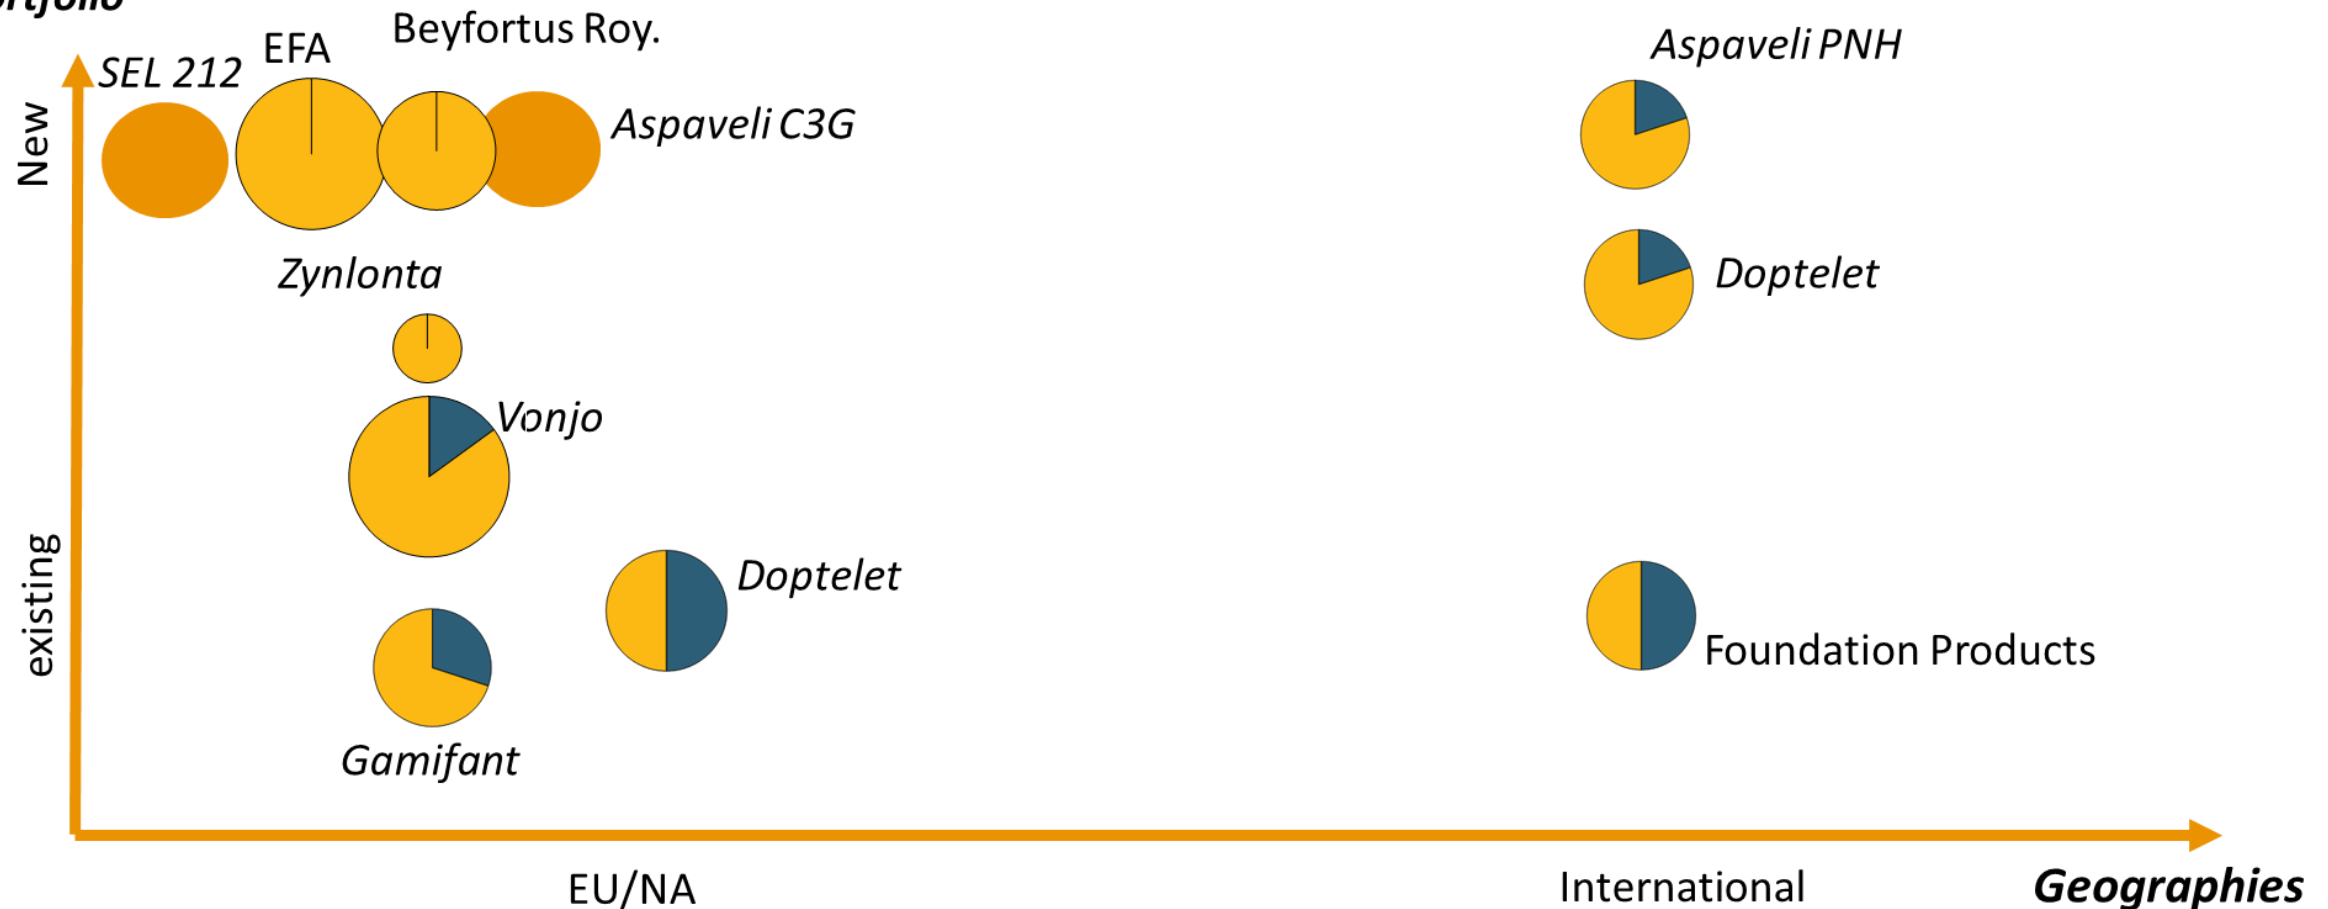 EFA
Beyfortus Roy.
Aspaveli PNH
SEL 212
New
Aspaveli C3G
Zynlonta
Doptelet
Vonjo
existing
Doptelet
Foundation Products
Gamifant
EU/NA
International
Geographies